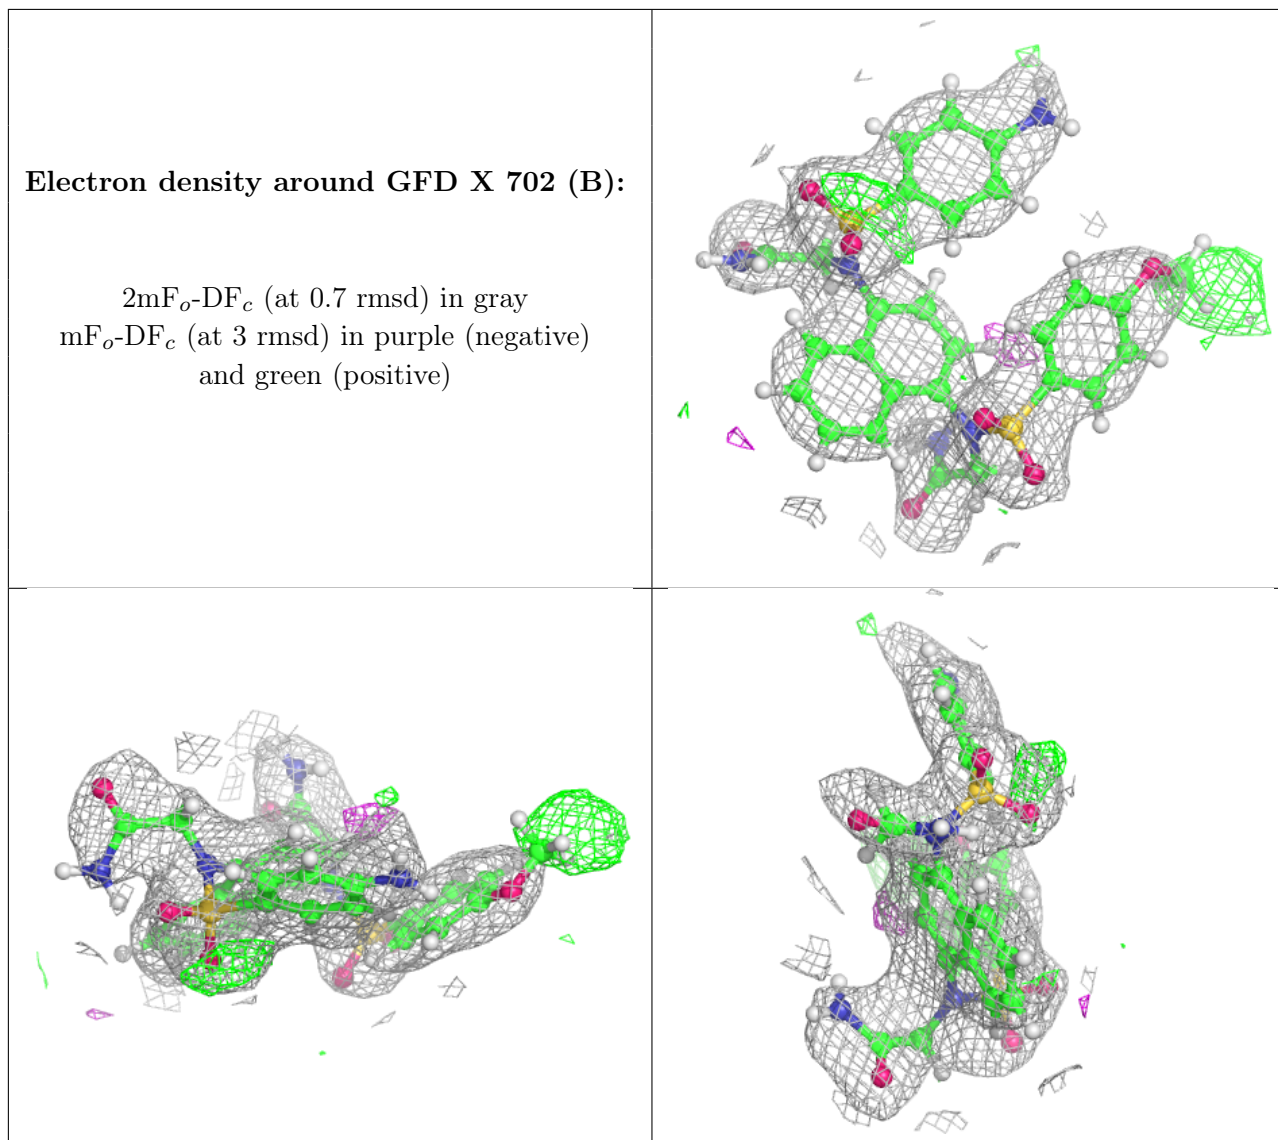 Electron density around GFD X 702 (B):
2mFo-DFc (at 0.7 rmsd) in gray
mFo-DFc (at 3 rmsd) in purple (negative)
and green (positive)